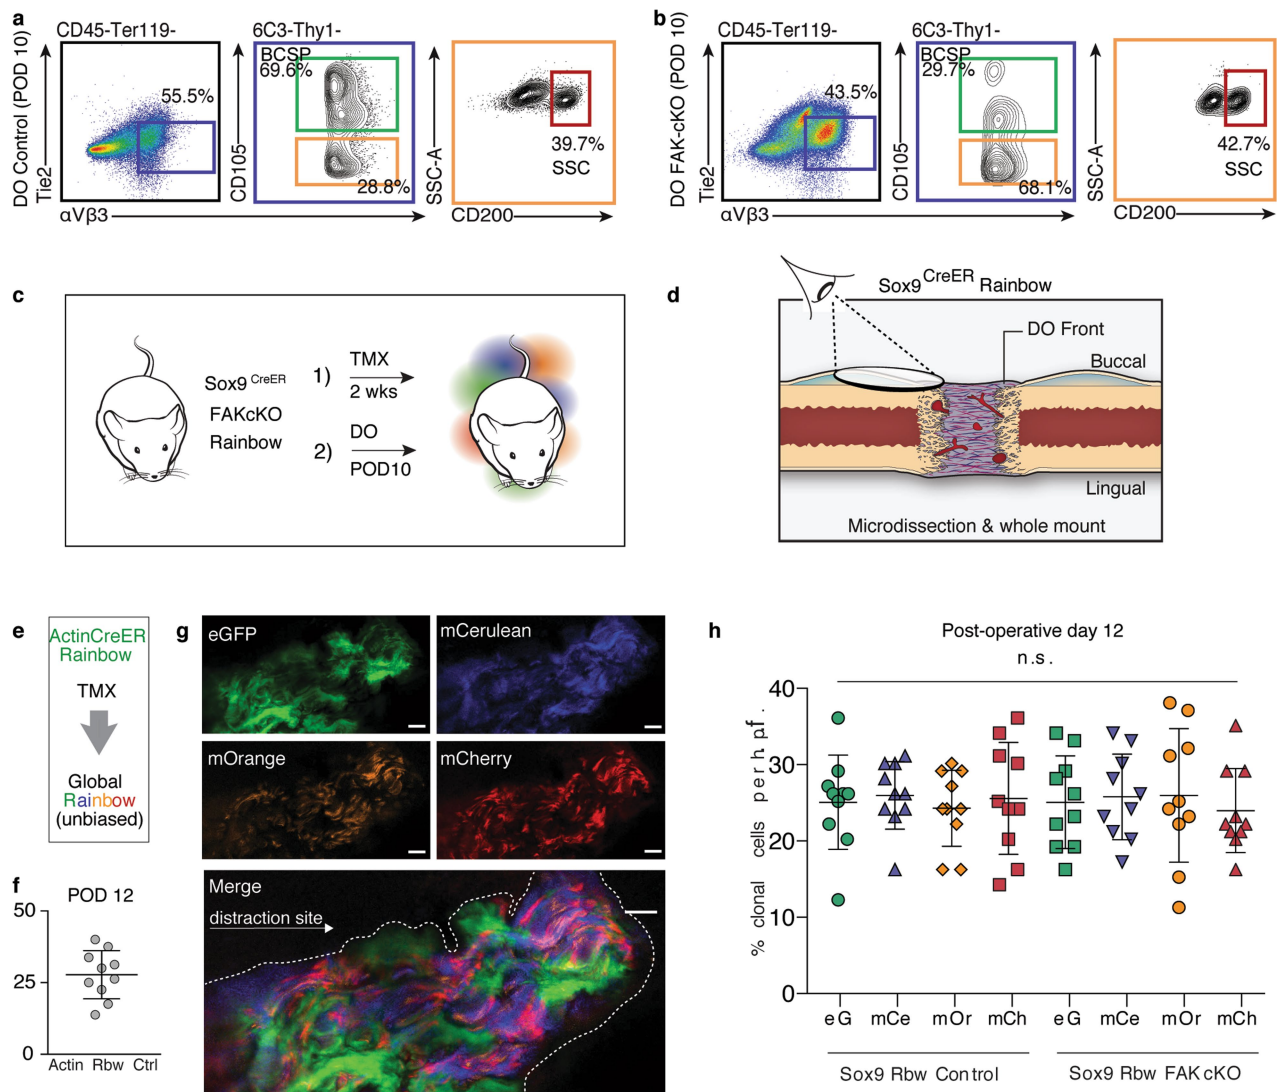 a
DO Control (POD 10)
CD45-Ter119-
Tie2
55.5%
αVβ3
6C3-Thy1-
CD105
BCSP
69.6%
28.8%
SSC-A
39.7%
SSC
CD200
b
DO FAK-cKO (POD 10)
CD45-Ter119-
Tie2
43.5%
αVβ3
6C3-Thy1-
CD105
BCSP
29.7%
68.1%
SSC-A
42.7%
SSC
CD200
c
Sox9 CreER
FAKcKO
Rainbow
1)
TMX
2 wks
2)
DO
POD10
d
Sox9CreER Rainbow
DO Front
Buccal
Lingual
Microdissection & whole mount
e
ActinCreER
Rainbow
TMX
Global
Rainbow
(unbiased)
f
POD 12
50
25
0
Actin Rbw Ctrl
g
eGFP
mCerulean
mOrange
mCherry
Merge
distraction site
h
Post-operative day 12
n.s.
% clonal cells per h.p.f.
40
30
20
10
0
eG mCe mOr mCh eG mCe mOr mCh
Sox9 Rbw Control
Sox9 Rbw FAKcKO